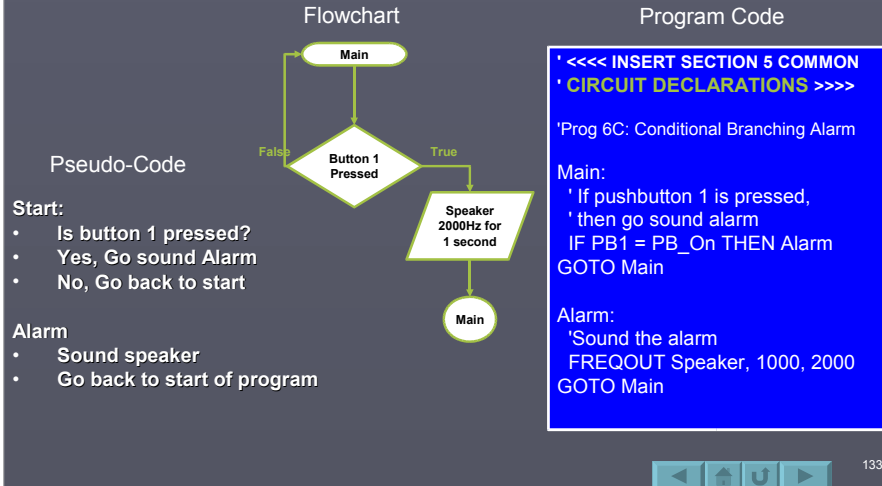 Flowchart
Program Code
Pseudo-Code
Start:
• Is button 1 pressed?
• Yes, Go sound Alarm
• No, Go back to start
Alarm
• Sound speaker
• Go back to start of program
Main
False
Button 1
Pressed
True
Speaker
2000Hz for
1 second
Main
' <<<< INSERT SECTION 5 COMMON
' CIRCUIT DECLARATIONS >>>>
'Prog 6C: Conditional Branching Alarm
Main:
' If pushbutton 1 is pressed,
' then go sound alarm
IF PB1 = PB_On THEN Alarm
GOTO Main
Alarm:
'Sound the alarm
FREQOUT Speaker, 1000, 2000
GOTO Main
133